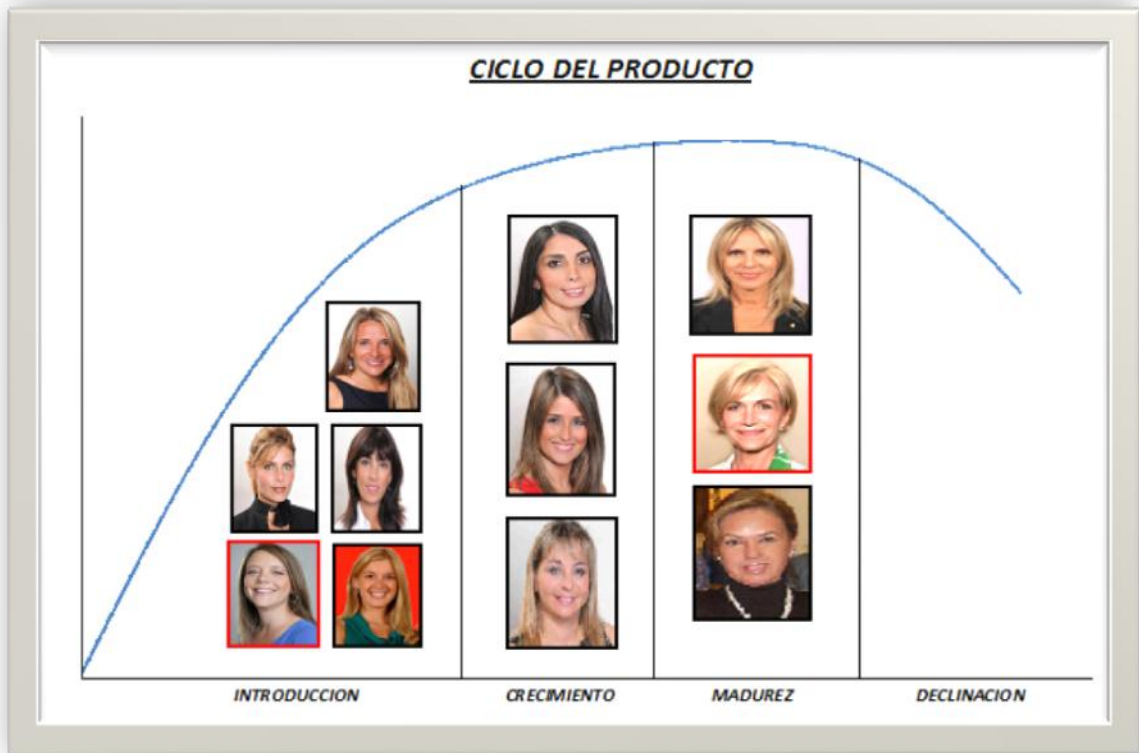 CICLO DEL PRODUCTO
INTRODUCCION
CRECIMIENTO
MADUREZ
DECLINACION